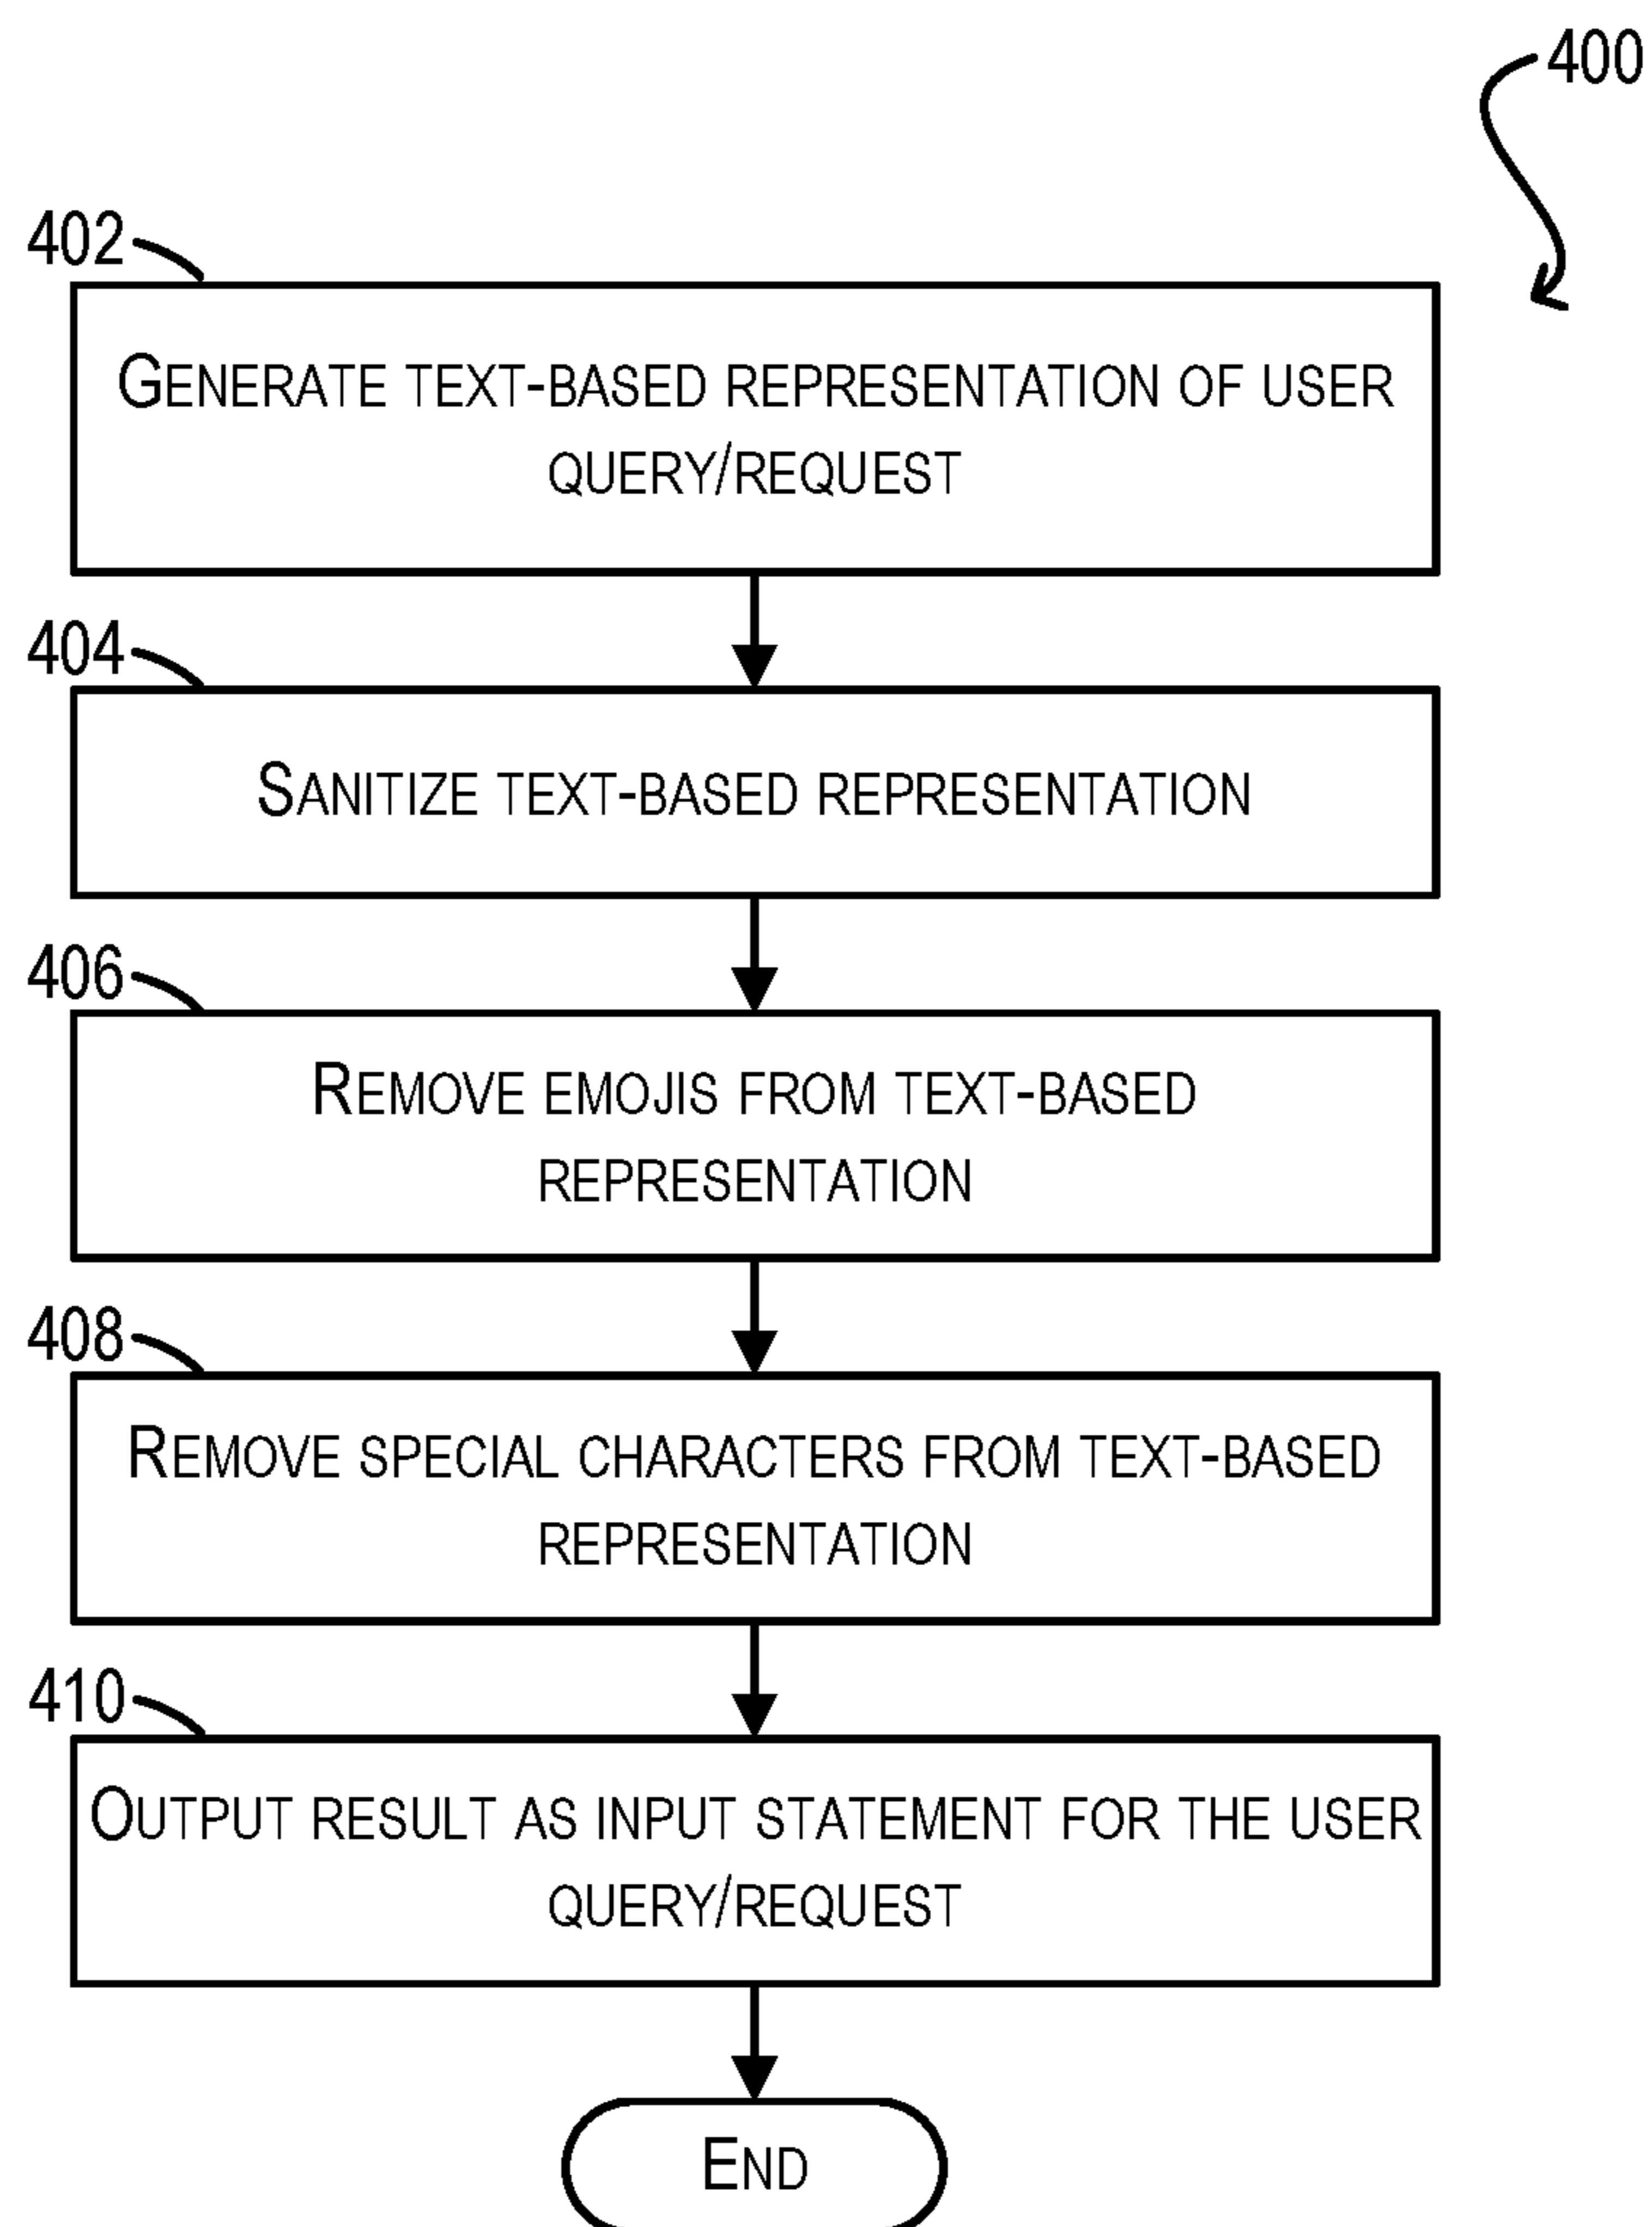 400
402
GENERATE TEXT-BASED REPRESENTATION OF USER
QUERY/REQUEST
404
SANITIZE TEXT-BASED REPRESENTATION
406
REMOVE EMOJIS FROM TEXT-BASED
REPRESENTATION
408
REMOVE SPECIAL CHARACTERS FROM TEXT-BASED
REPRESENTATION
410
OUTPUT RESULT AS INPUT STATEMENT FOR THE USER
QUERY/REQUEST
END